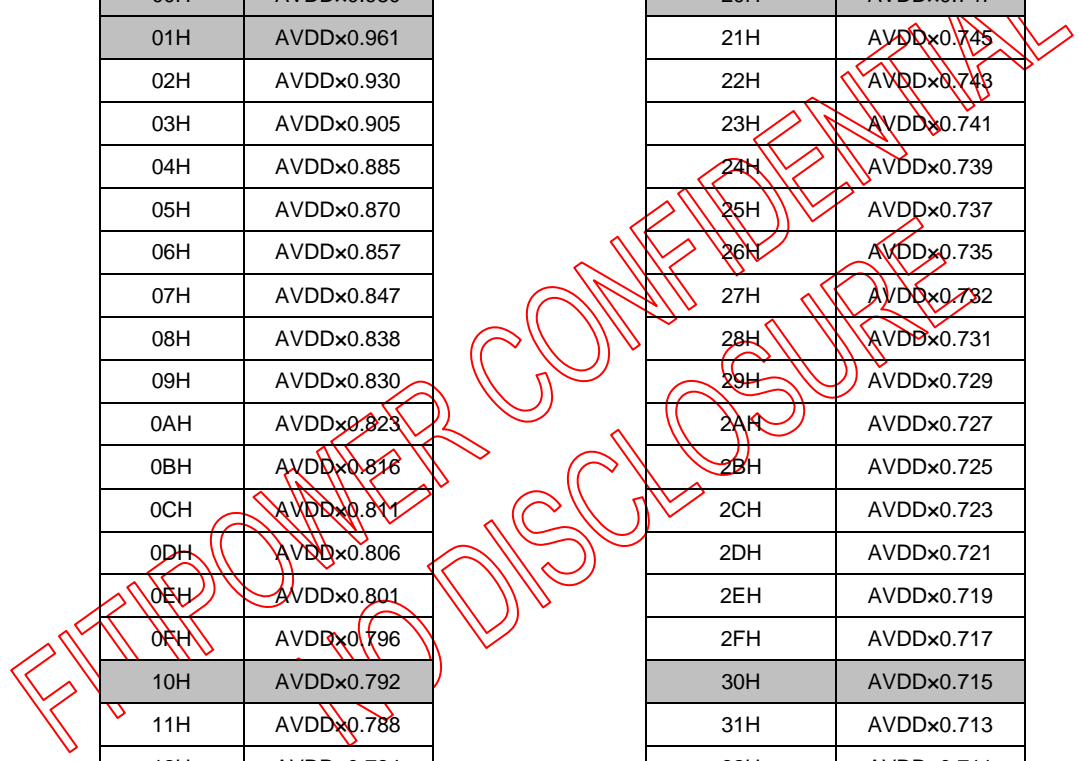 01H AVDD×0.961
02H AVDD×0.930
03H AVDD×0.905
04H AVDD×0.885
05H AVDD×0.870
06H AVDD×0.857
07H AVDD×0.847
08H AVDD×0.838
09H AVDD×0.830
0AH AVDD×0.823
0BH AVDD×0.816
0CH AVDD×0.811
0DH AVDD×0.806
0EH AVDD×0.801
0FH AVDD×0.796
10H AVDD×0.792
11H AVDD×0.788
21H AVDD×0.745
22H AVDD×0.743
23H AVDD×0.741
24H AVDD×0.739
25H AVDD×0.737
26H AVDD×0.735
27H AVDD×0.732
28H AVDD×0.731
29H AVDD×0.729
2AH AVDD×0.727
2BH AVDD×0.725
2CH AVDD×0.723
2DH AVDD×0.721
2EH AVDD×0.719
2FH AVDD×0.717
30H AVDD×0.715
31H AVDD×0.713
FITIPOWER CONFIDENTIAL
NO DISCLOSURE